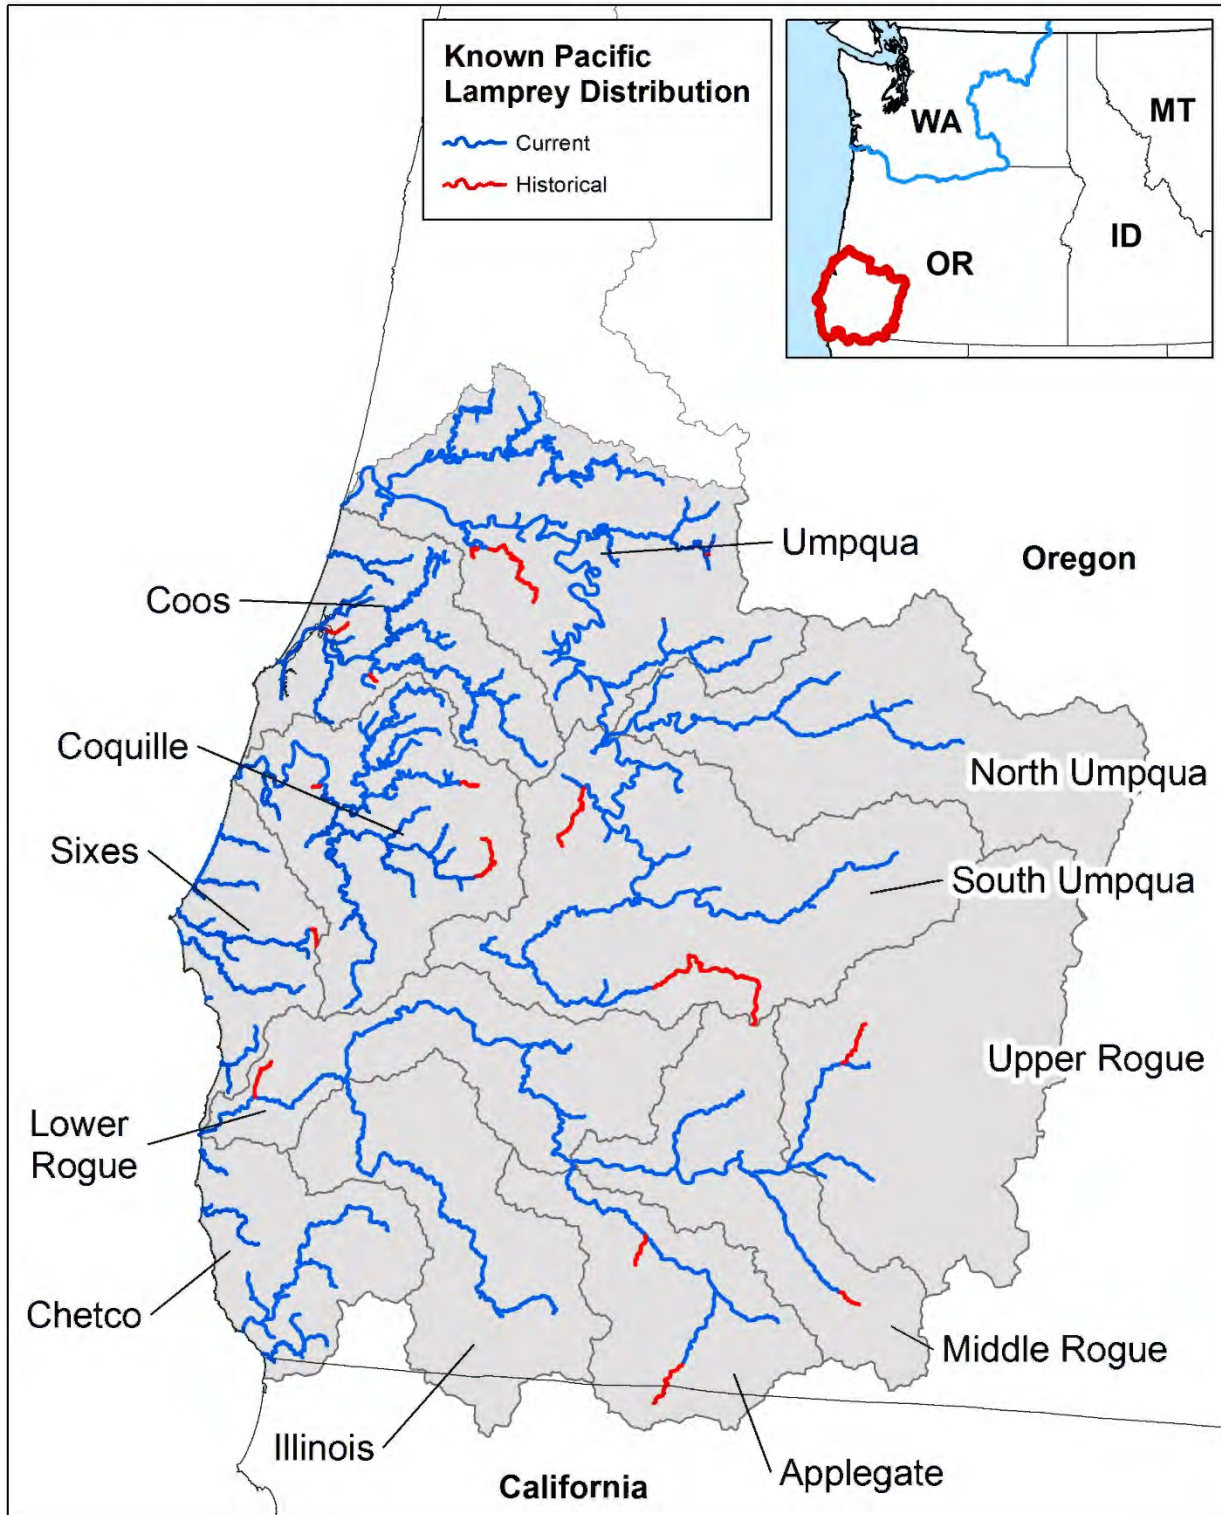 Known Pacific
Lamprey Distribution
Current
Historical
WA
MT
ID
OR
Umpqua
Oregon
Coos
Coquille
North Umpqua
Sixes
South Umpqua
Upper Rogue
Lower
Rogue
Chetco
Middle Rogue
Illinois
Applegate
California